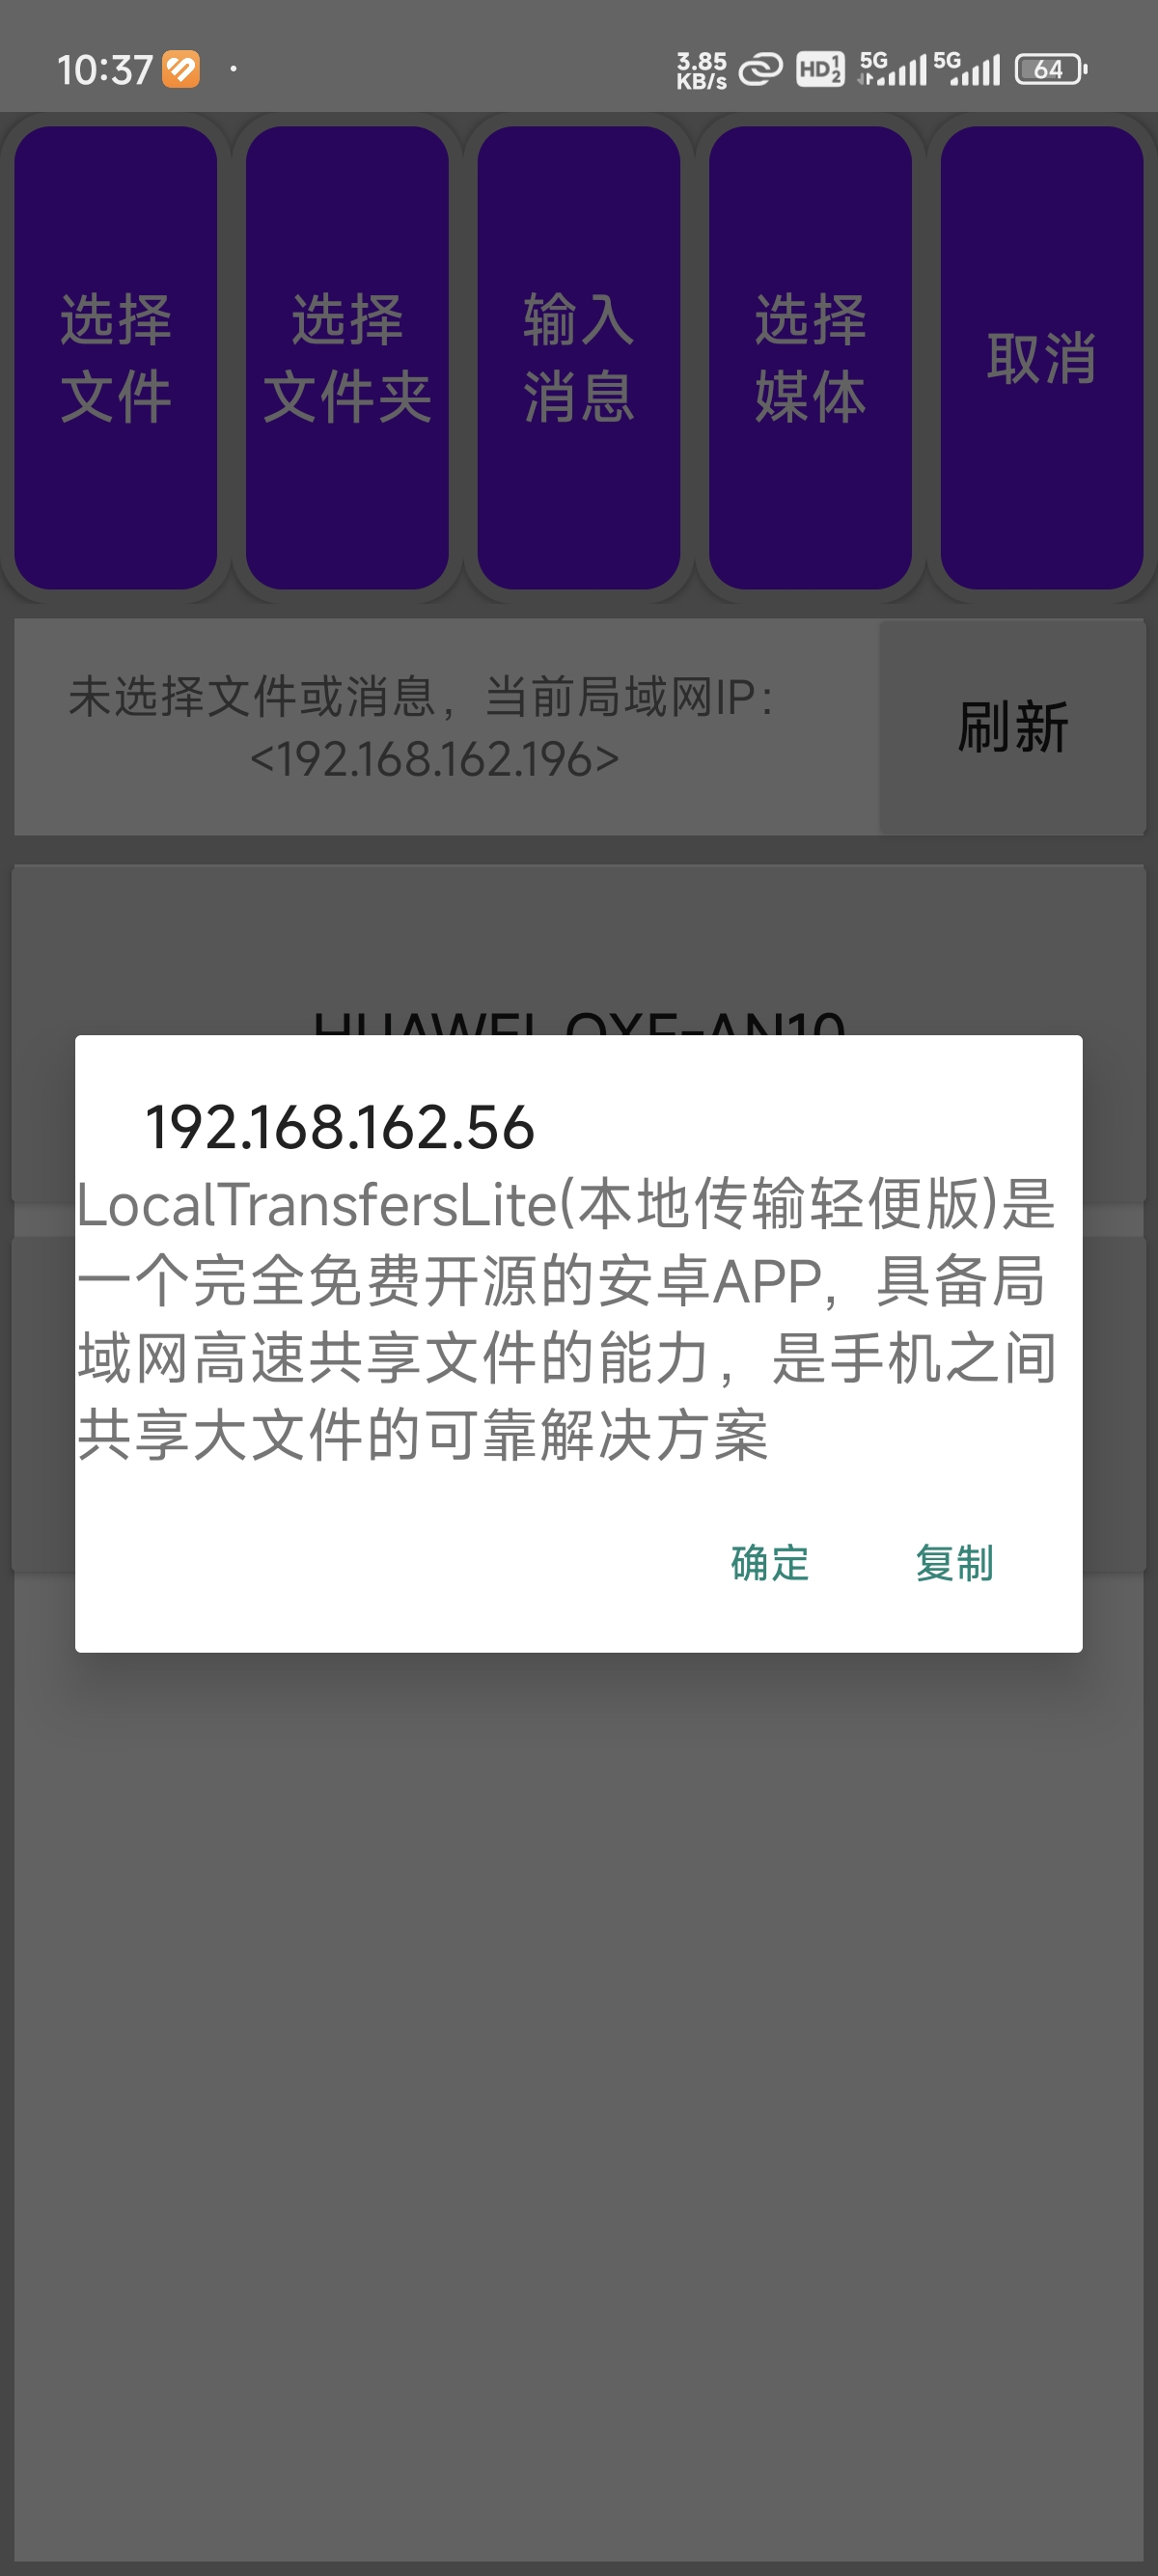 10:37
3.85
KB/s
HD 1 2
5G
5G
64
选择
文件
选择
文件夹
输入
消息
选择
媒体
取消
未选择文件或消息，当前局域网IP：
<192.168.162.196>
刷新
192.168.162.56
LocalTransfersLite(本地传输轻便版)是
一个完全免费开源的安卓APP，具备局
域网高速共享文件的能力，是手机之间
共享大文件的可靠解决方案
确定
复制